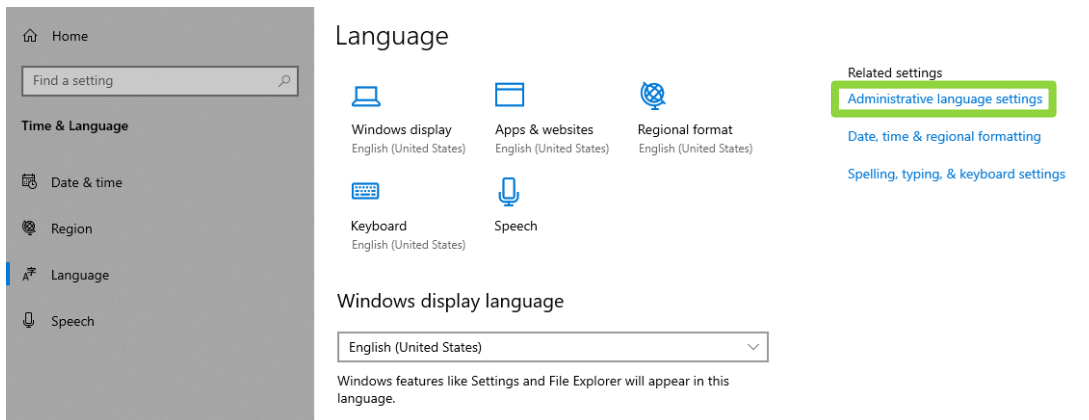 Home
Find a setting
Time & Language
Date & time
Region
Language
Speech
Language
Windows display
English (United States)
Apps & websites
English (United States)
Regional format
English (United States)
Keyboard
English (United States)
Speech
Windows display language
English (United States)
Windows features like Settings and File Explorer will appear in this
language.
Related settings
Administrative language settings
Date, time & regional formatting
Spelling, typing, & keyboard settings